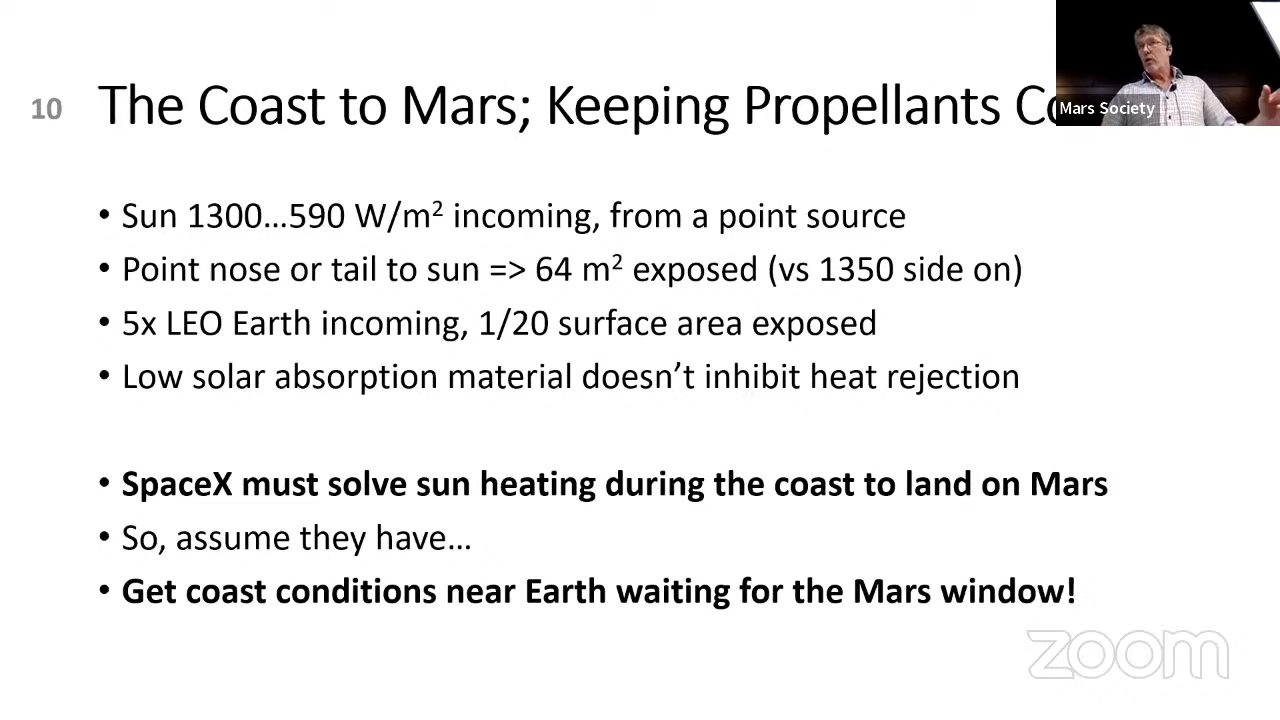 10
The Coast to Mars; Keeping Propellants
Mars Society
• Sun 1300…590 W/m² incoming, from a point source
• Point nose or tail to sun => 64 m² exposed (vs 1350 side on)
• 5x LEO Earth incoming, 1/20 surface area exposed
• Low solar absorption material doesn’t inhibit heat rejection
• SpaceX must solve sun heating during the coast to land on Mars
• So, assume they have…
• Get coast conditions near Earth waiting for the Mars window!
zoom